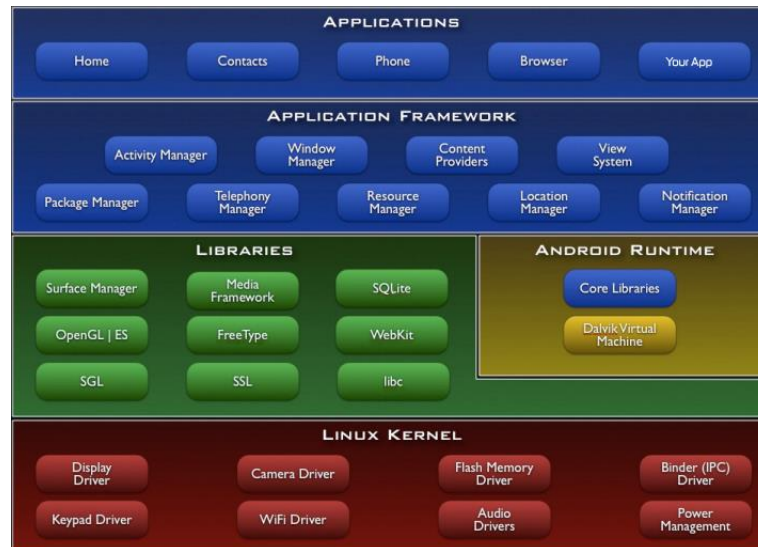 APPLICATIONS
Home
Contacts
Phone
Browser
Your App
APPLICATION FRAMEWORK
Activity Manager
Window
Manager
Content
Providers
View
System
Package Manager
Telephony
Manager
Resource
Manager
Location
Manager
Notification
Manager
LIBRARIES
Surface Manager
Media
Framework
SQLite
OpenGL | ES
FreeType
WebKit
SGL
SSL
libc
ANDROID RUNTIME
Core Libraries
Dalvik Virtual
Machine
LINUX KERNEL
Display
Driver
Camera Driver
Flash Memory
Driver
Binder (IPC)
Driver
Keypad Driver
WiFi Driver
Audio
Drivers
Power
Management